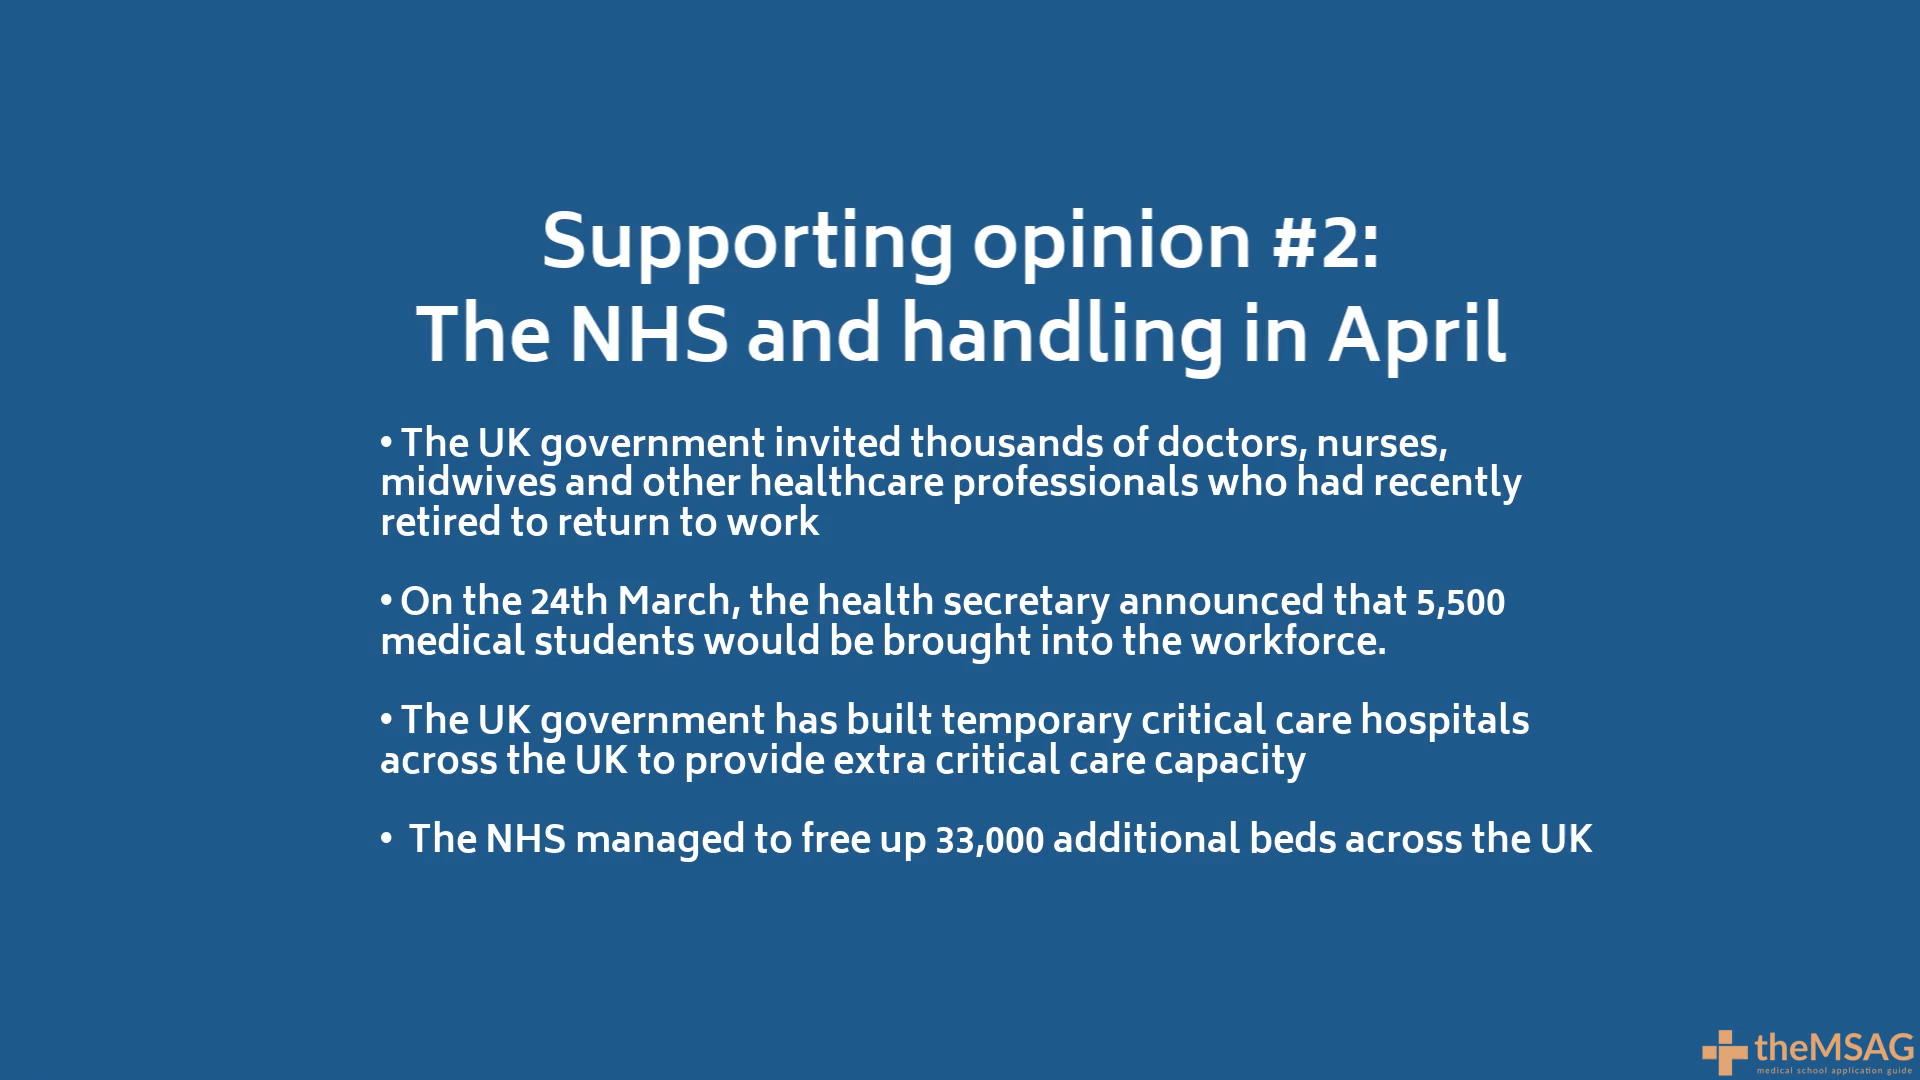 Supporting opinion #2:
The NHS and handling in April
• The UK government invited thousands of doctors, nurses,
midwives and other healthcare professionals who had recently
retired to return to work
• On the 24th March, the health secretary announced that 5,500
medical students would be brought into the workforce.
• The UK government has built temporary critical care hospitals
across the UK to provide extra critical care capacity
• The NHS managed to free up 33,000 additional beds across the UK
theMSAG
medical school application guide